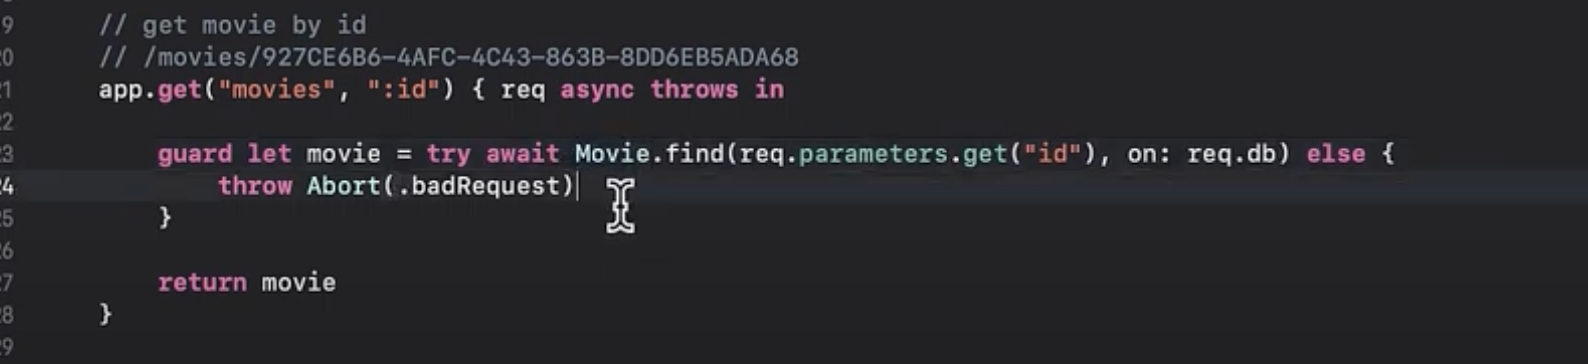 9 // get movie by id
20 // /movies/927CE6B6-4AFC-4C43-863B-8DD6EB5ADA68
21 app.get("movies", ":id") { req async throws in
22
23 guard let movie = try await Movie.find(req.parameters.get("id"), on: req.db) else {
24 throw Abort(.badRequest)
25 }
26
27 return movie
28 }
29